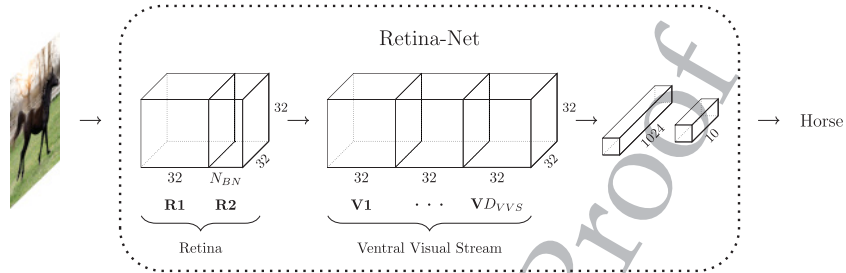 Retina-Net
32
32
32
32
1024
10
Horse
32
N_BN
32
32
32
R1
R2
V1
· · ·
VD_VVS
Retina
Ventral Visual Stream
Proof